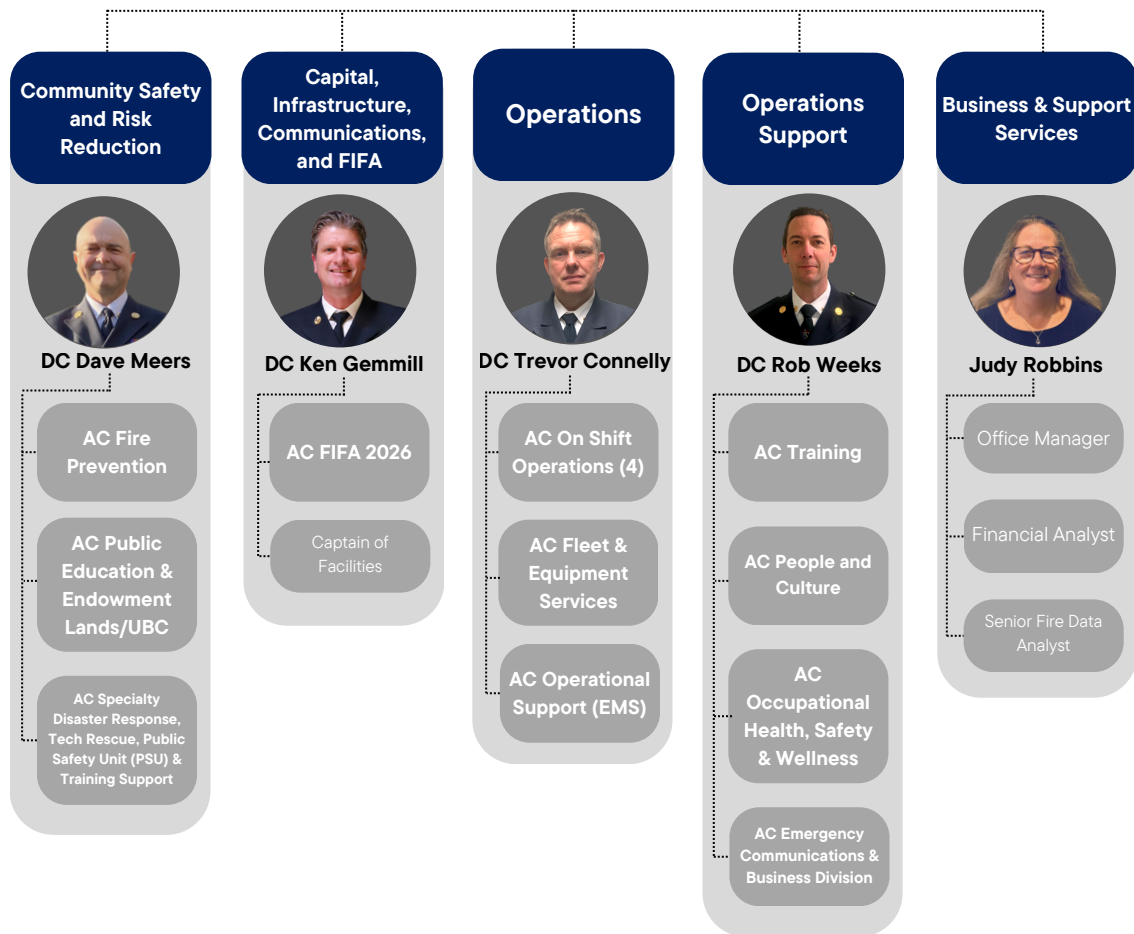 Community Safety
and Risk
Reduction
DC Dave Meers
AC Fire
Prevention
AC Public
Education &
Endowment
Lands/UBC
AC Specialty
Disaster Response,
Tech Rescue, Public
Safety Unit (PSU) &
Training Support
Capital,
Infrastructure,
Communications,
and FIFA
DC Ken Gemmill
AC FIFA 2026
Captain of
Facilities
Operations
DC Trevor Connelly
AC On Shift
Operations (4)
AC Fleet &
Equipment
Services
AC Operational
Support (EMS)
Operations
Support
DC Rob Weeks
AC Training
AC People and
Culture
AC
Occupational
Health, Safety
& Wellness
AC Emergency
Communications &
Business Division
Business & Support
Services
Judy Robbins
Office Manager
Financial Analyst
Senior Fire Data
Analyst